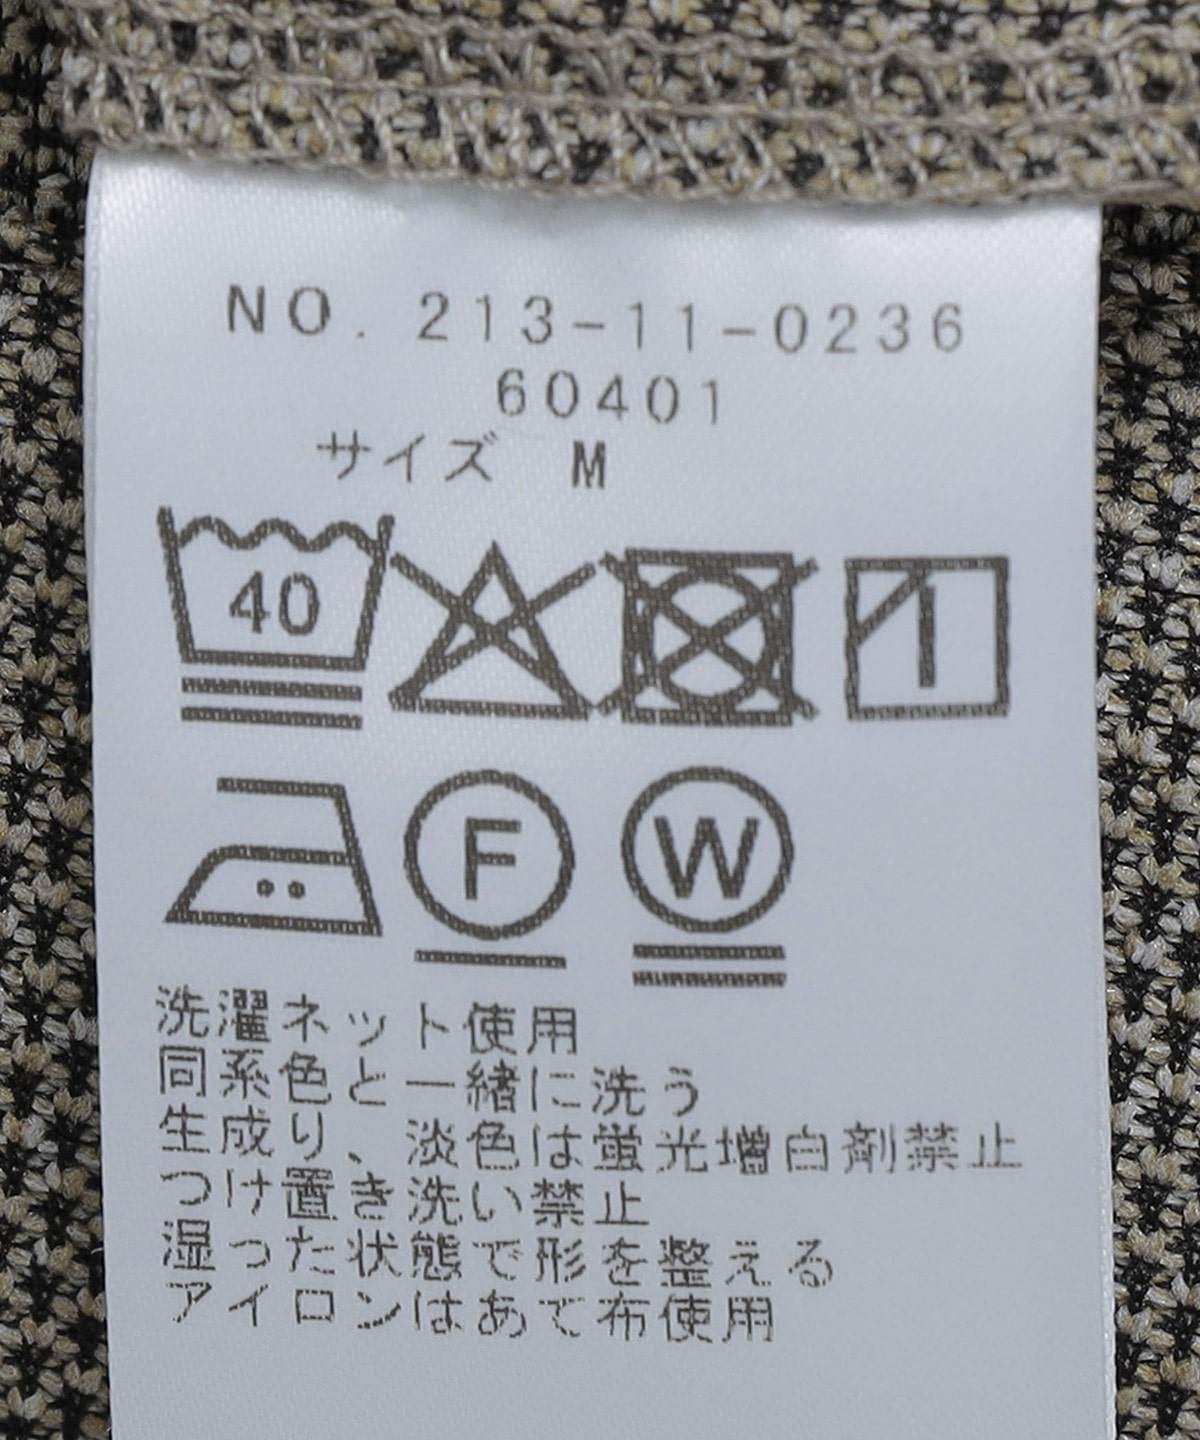 NO. 213-11-0236
60401
サイズ M
40
F W
洗濯ネット使用
同系色と一緒に洗う
生成り、淡色は蛍光増白剤禁止
つけ置き洗い禁止
湿った状態で形を整える
アイロンはあて布使用